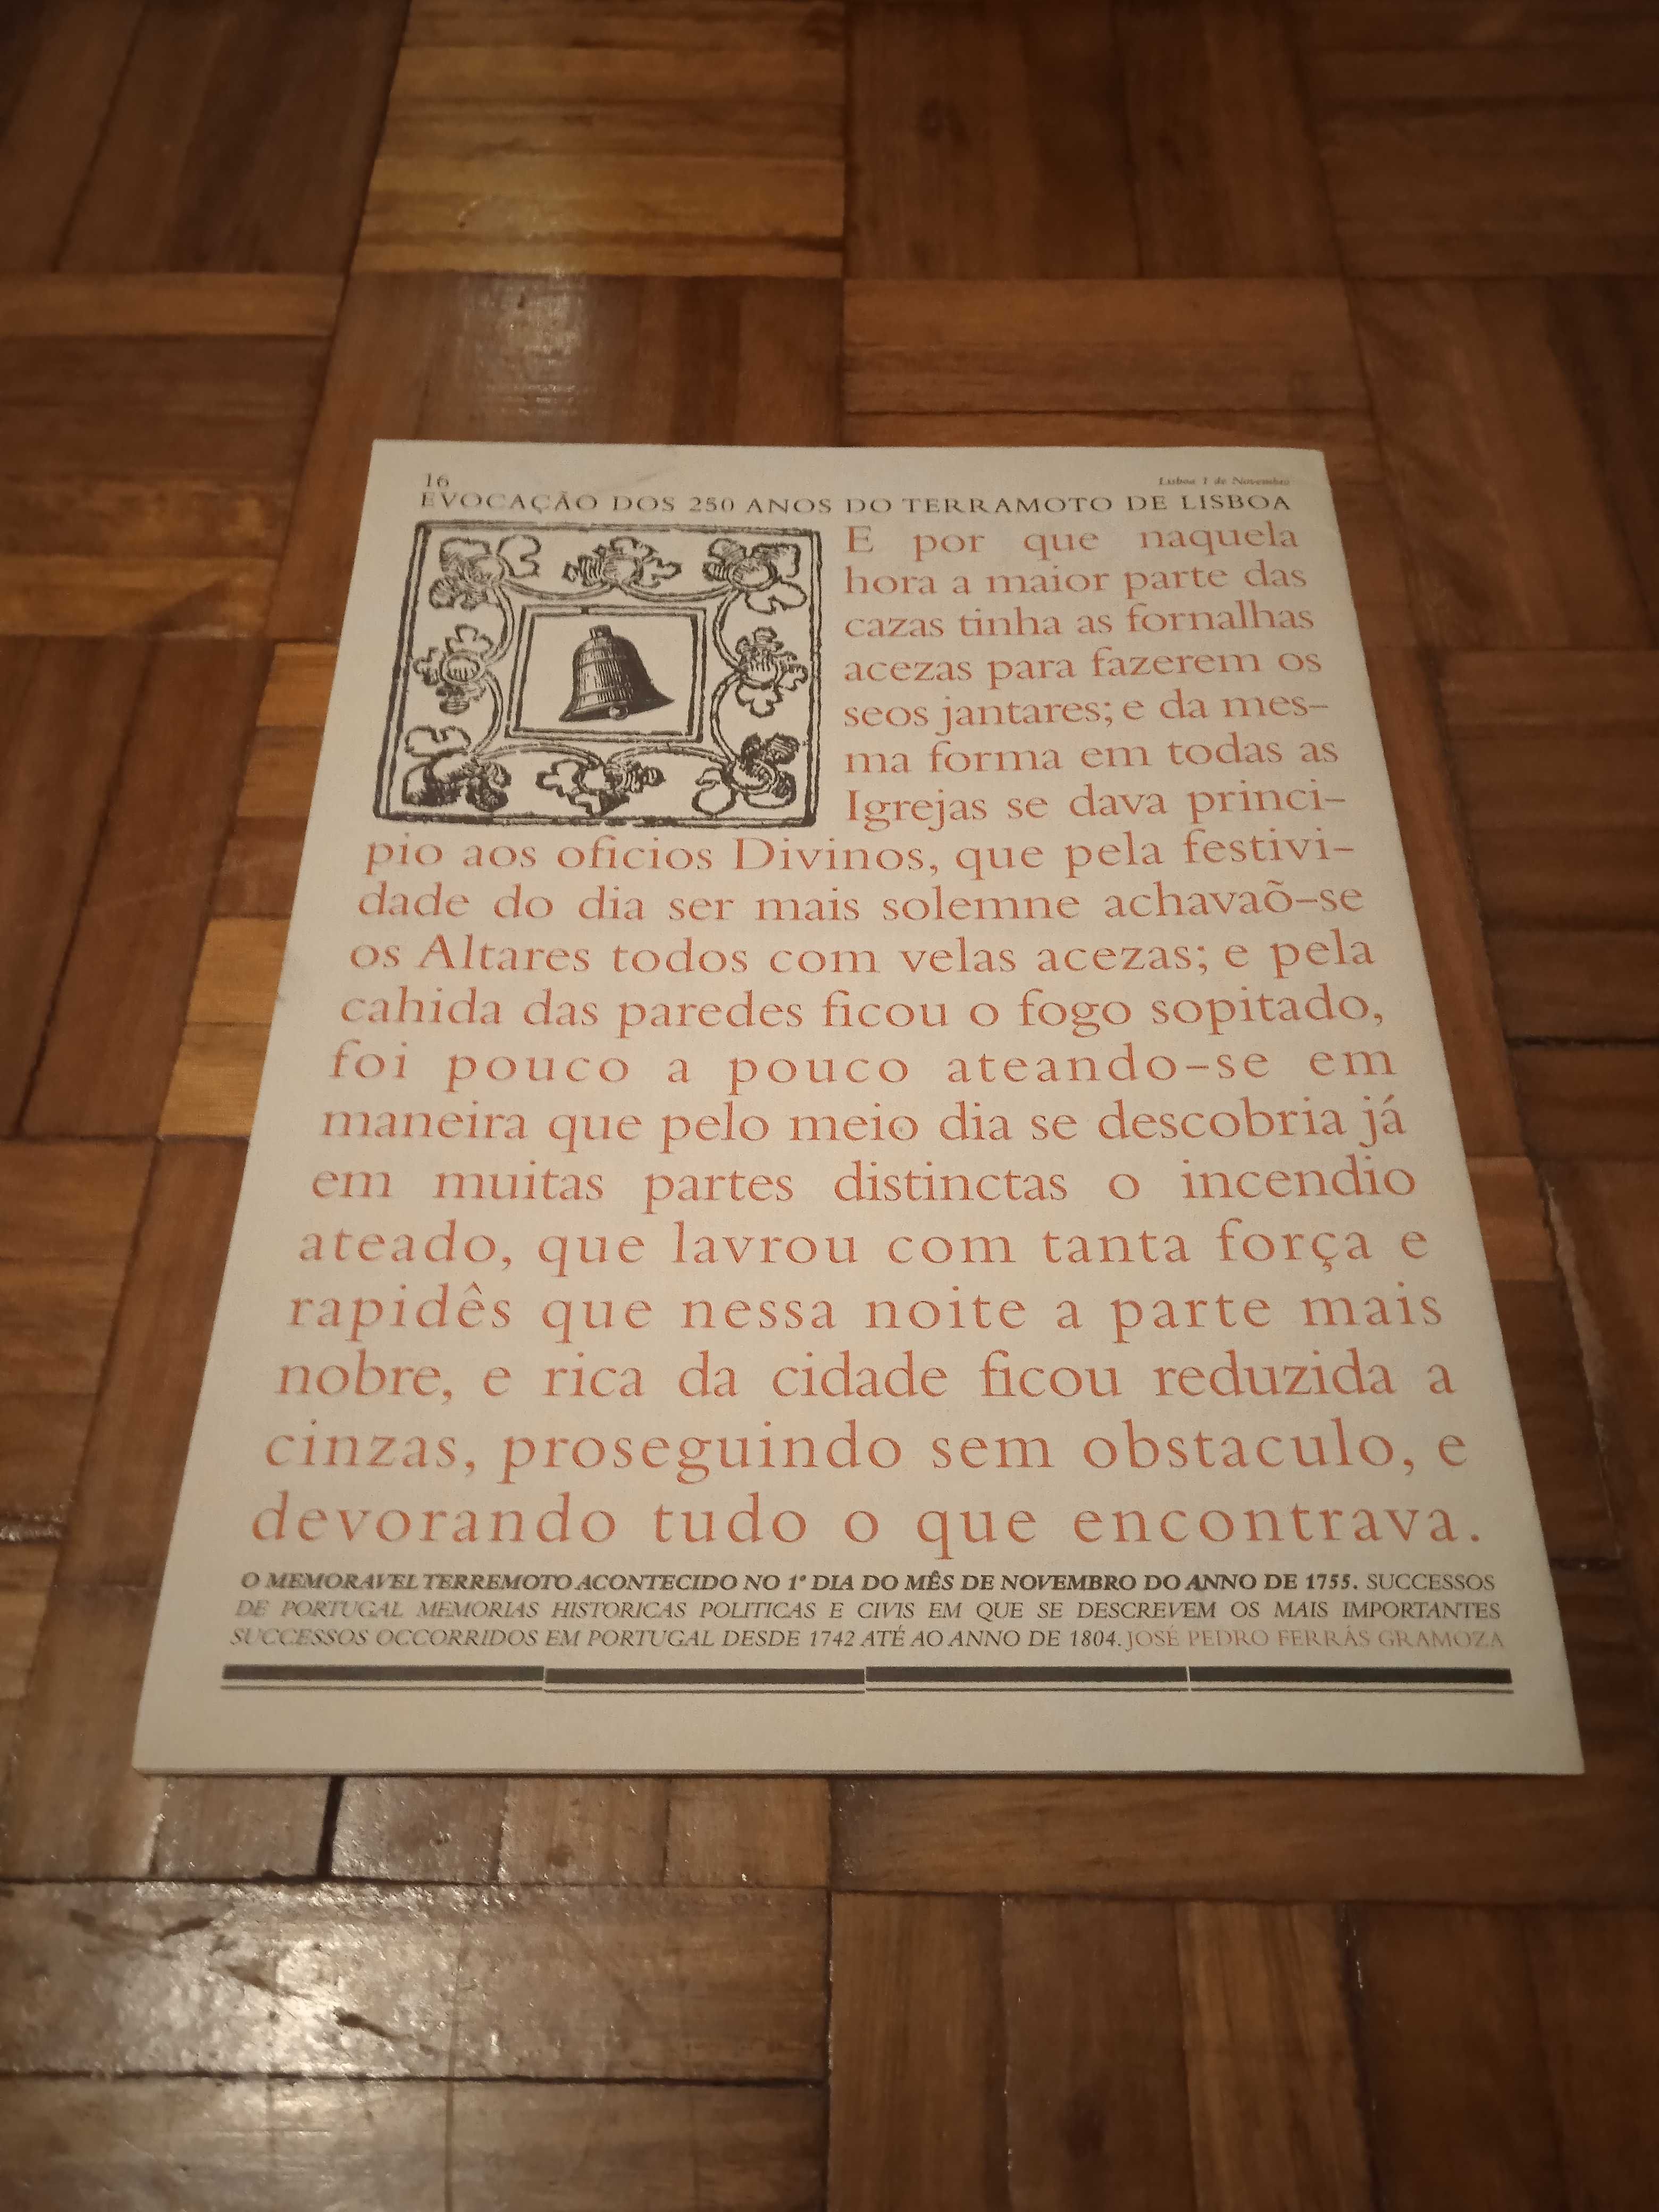 16
Lisboa 1 de Novembro
EVOCAÇÃO DOS 250 ANOS DO TERRAMOTO DE LISBOA
E por que naquela
hora a maior parte das
cazas tinha as fornalhas
acezas para fazerem os
seos jantares; e da mes-
ma forma em todas as
Igrejas se dava princi-
pio aos oficios Divinos, que pela festivi-
dade do dia ser mais solemne achavaõ-se
os Altares todos com velas acezas; e pela
cahida das paredes ficou o fogo sopitado,
foi pouco a pouco ateando-se em
maneira que pelo meio dia se descobria já
em muitas partes distinctas o incendio
ateado, que lavrou com tanta força e
rapidês que nessa noite a parte mais
nobre, e rica da cidade ficou reduzida a
cinzas, proseguindo sem obstaculo, e
devorando tudo o que encontrava.
O MEMORAVEL TERREMOTO ACONTECIDO NO 1º DIA DO MÊS DE NOVEMBRO DO ANNO DE 1755. SUCCESSOS
DE PORTUGAL MEMORIAS HISTORICAS POLITICAS E CIVIS EM QUE SE DESCREVEM OS MAIS IMPORTANTES
SUCCESSOS OCCORRIDOS EM PORTUGAL DESDE 1742 ATÉ AO ANNO DE 1804. JOSÉ PEDRO FERRÁS GRAMOZA